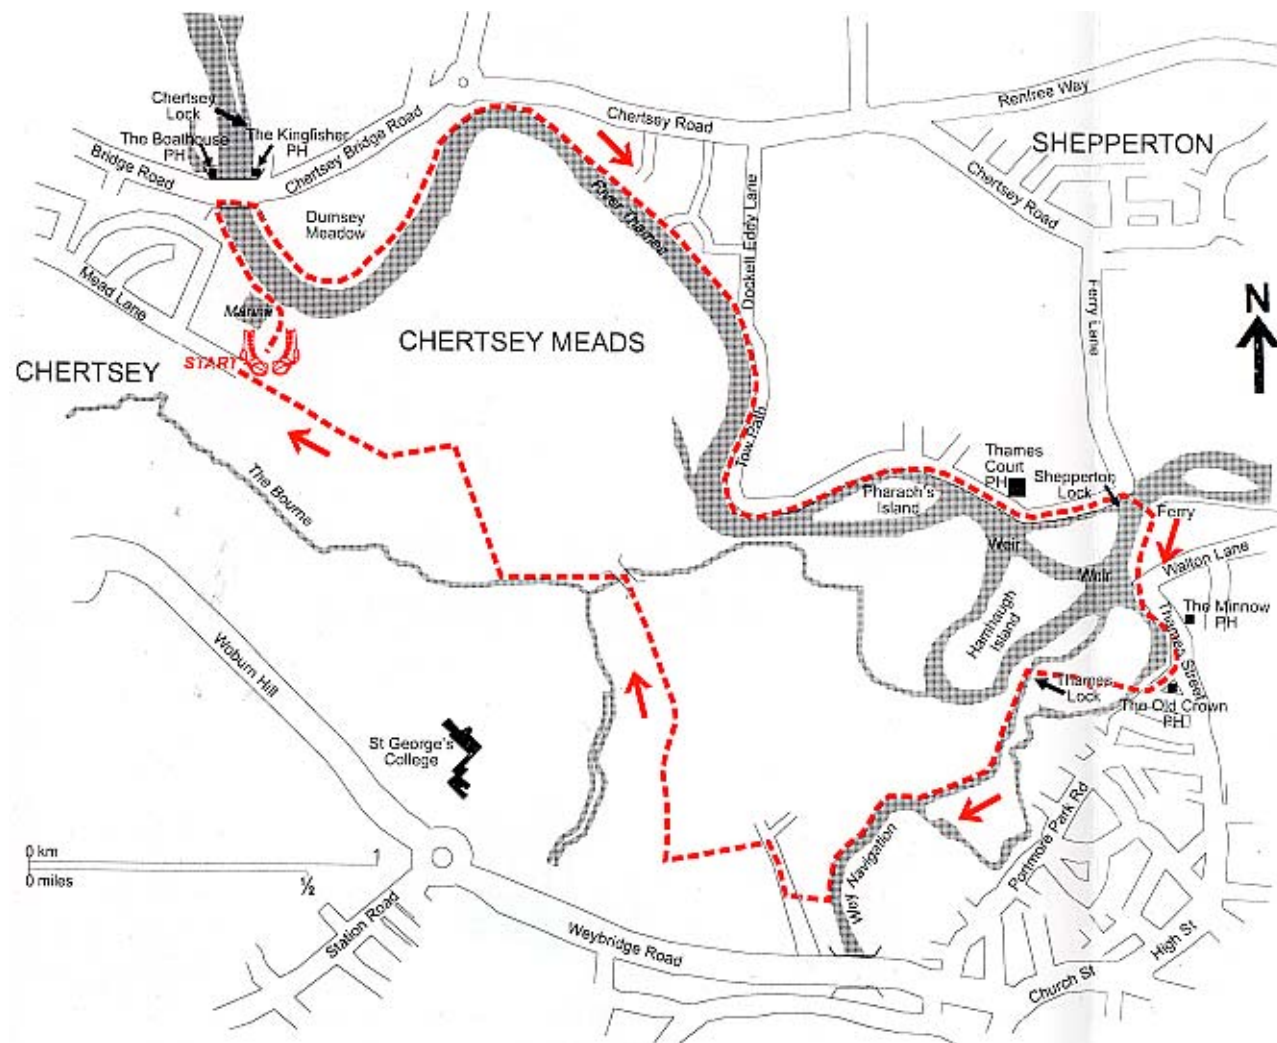 Chertsey
Lock
The Boathouse
PH
The Kingfisher
PH
Bridge Road
Chertsey Bridge Road
Chertsey Road
Renfree Way
SHEPPERTON
Chertsey Road
Dumsey
Meadow
River Thames
Dockett Eddy Lane
Ferry Lane
N
Mead Lane
Marina
START
CHERTSEY MEADS
CHERTSEY
The Bourne
Tow Path
Thames
Court
PH
Shepperton
Lock
Pharaoh's
Island
Ferry
Weir
Weir
Walton Lane
Hamhaugh
Island
Thames Street
The Minnow
PH
Thames
Lock
The Old Crown
PH
Woburn Hill
St George's
College
Portmore Park Rd
Wey Navigation
0 km
1
0 miles
½
Station Road
Weybridge Road
High St
Church St